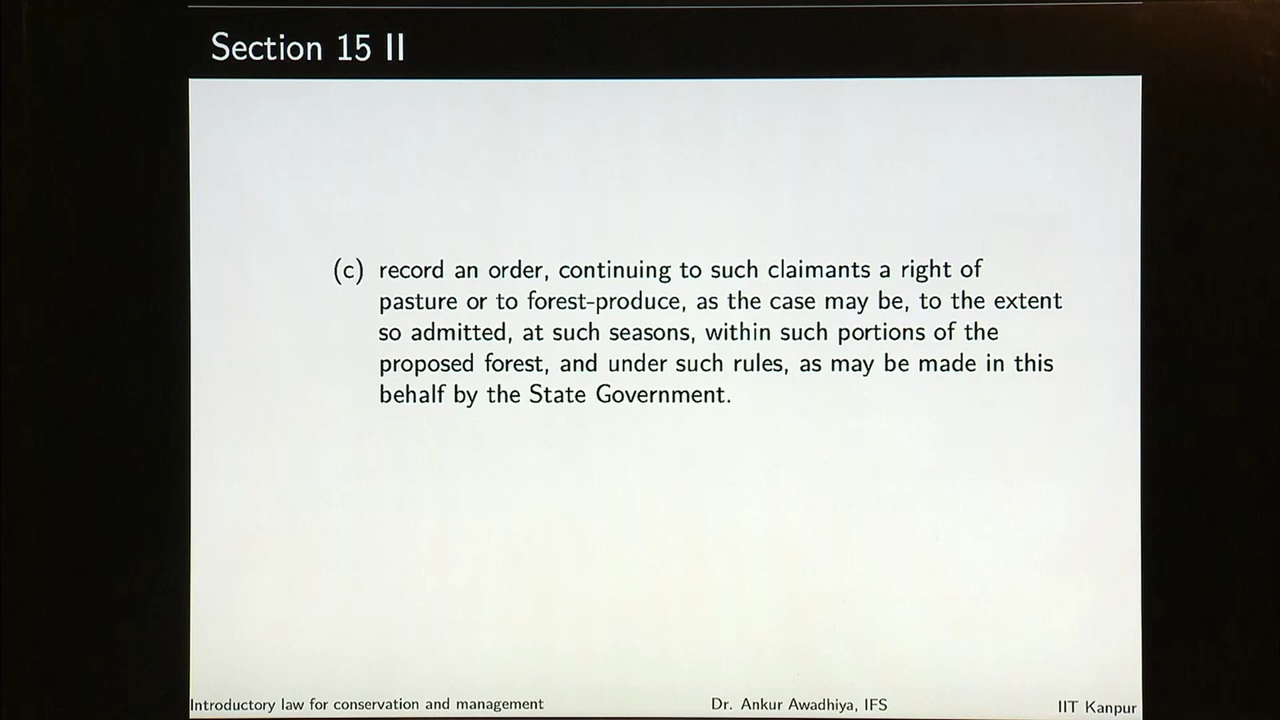 Section 15 II
(c) record an order, continuing to such claimants a right of
pasture or to forest-produce, as the case may be, to the extent
so admitted, at such seasons, within such portions of the
proposed forest, and under such rules, as may be made in this
behalf by the State Government.
Introductory law for conservation and management Dr. Ankur Awadhiya, IFS IIT Kanpur